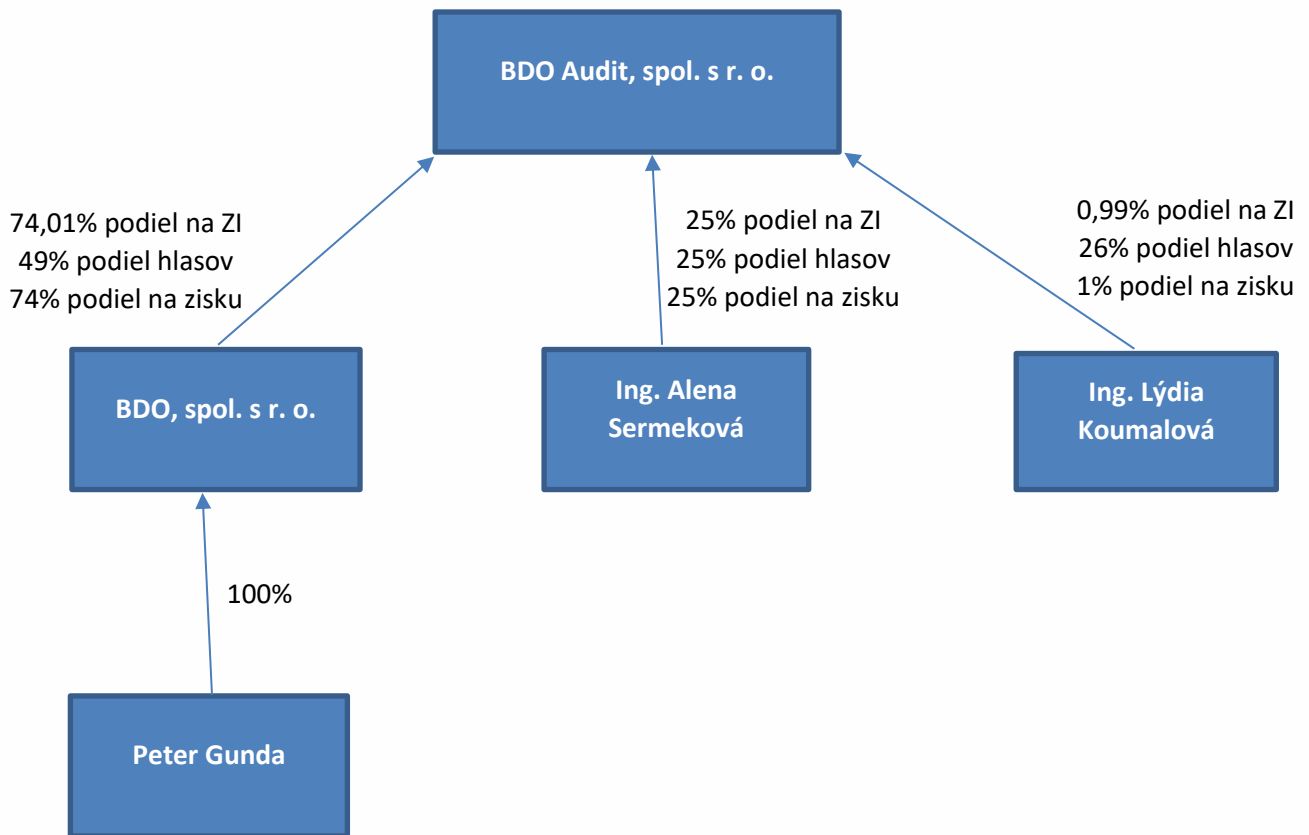 BDO Audit, spol. s r. o.
74,01% podiel na ZI
49% podiel hlasov
74% podiel na zisku
25% podiel na ZI
25% podiel hlasov
25% podiel na zisku
0,99% podiel na ZI
26% podiel hlasov
1% podiel na zisku
BDO, spol. s r. o.
Ing. Alena
Sermeková
Ing. Lýdia
Koumalová
100%
Peter Gunda